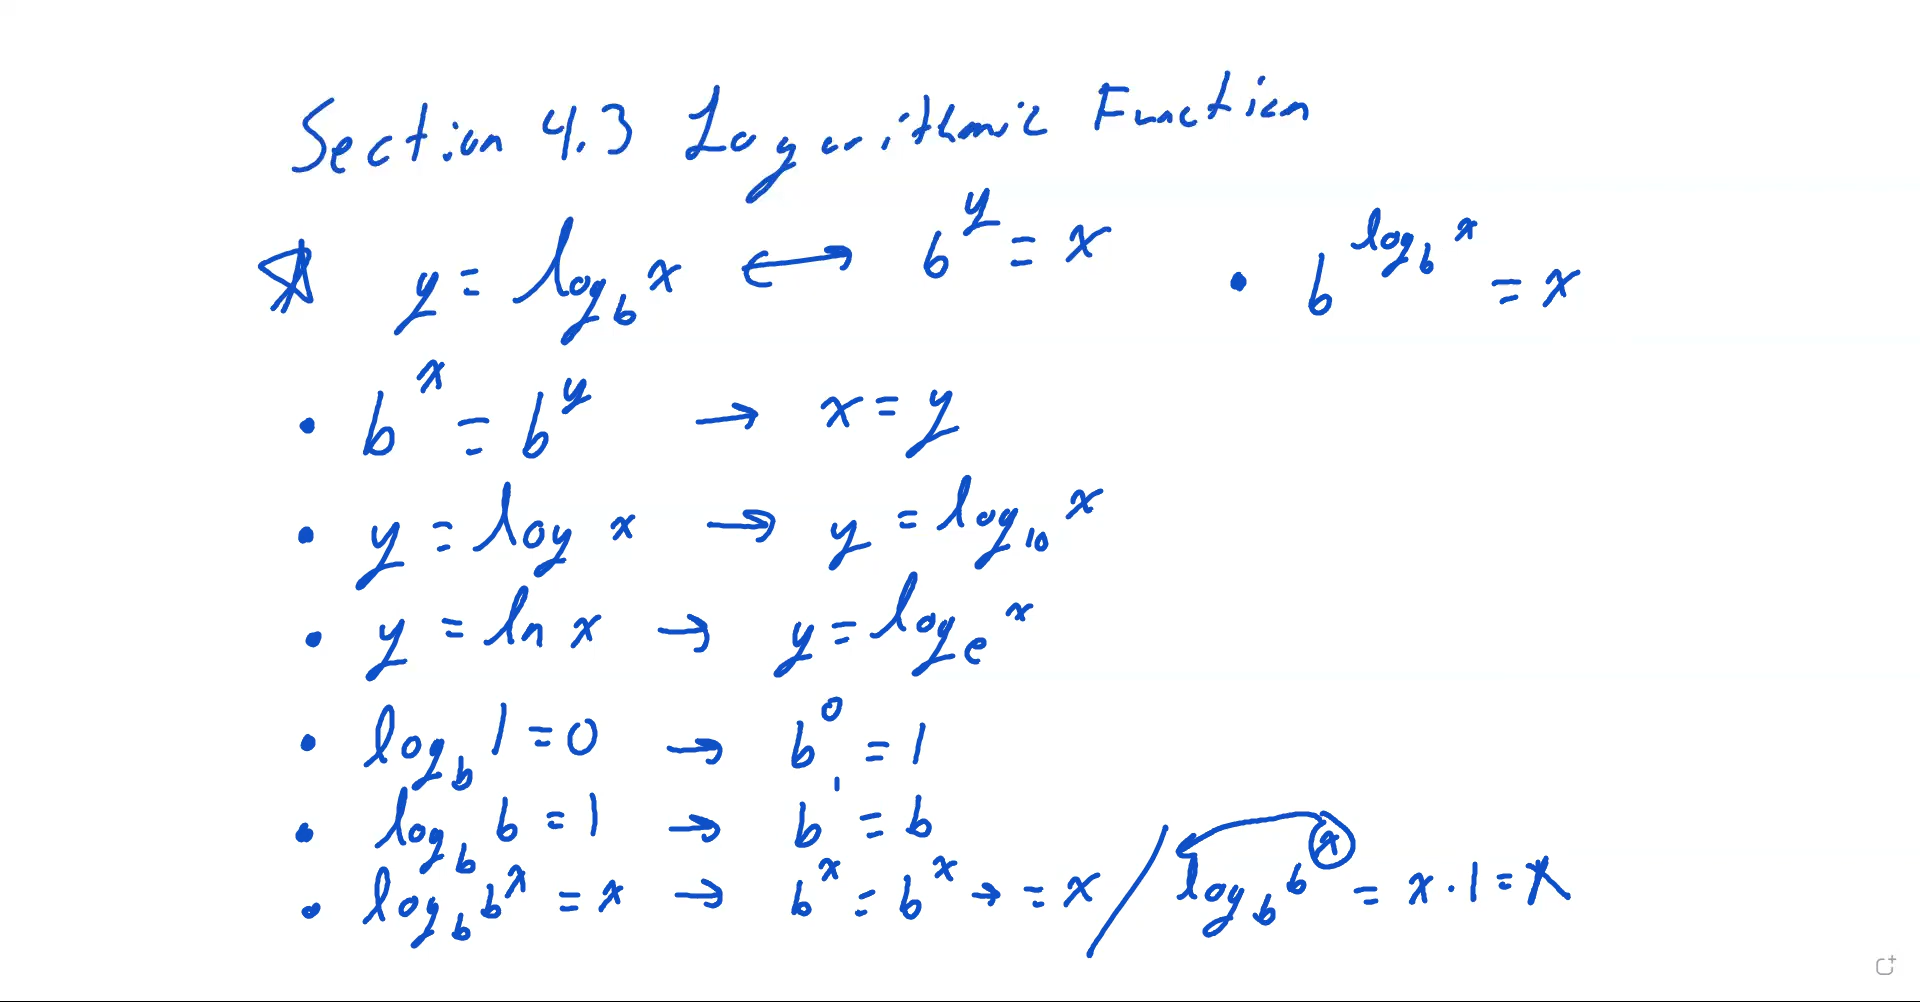 Section 4.3 Logarithmic Function
☆ y = log_b x ↔ b^y = x • b^(log_b x) = x
• b^x = b^y → x = y
• y = log x → y = log_10 x
• y = ln x → y = log_e x
• log_b 1 = 0 → b^0 = 1
• log_b b = 1 → b^1 = b
• log_b b^x = x → b^x = b^x → = x / log_b b^x = x · 1 = x